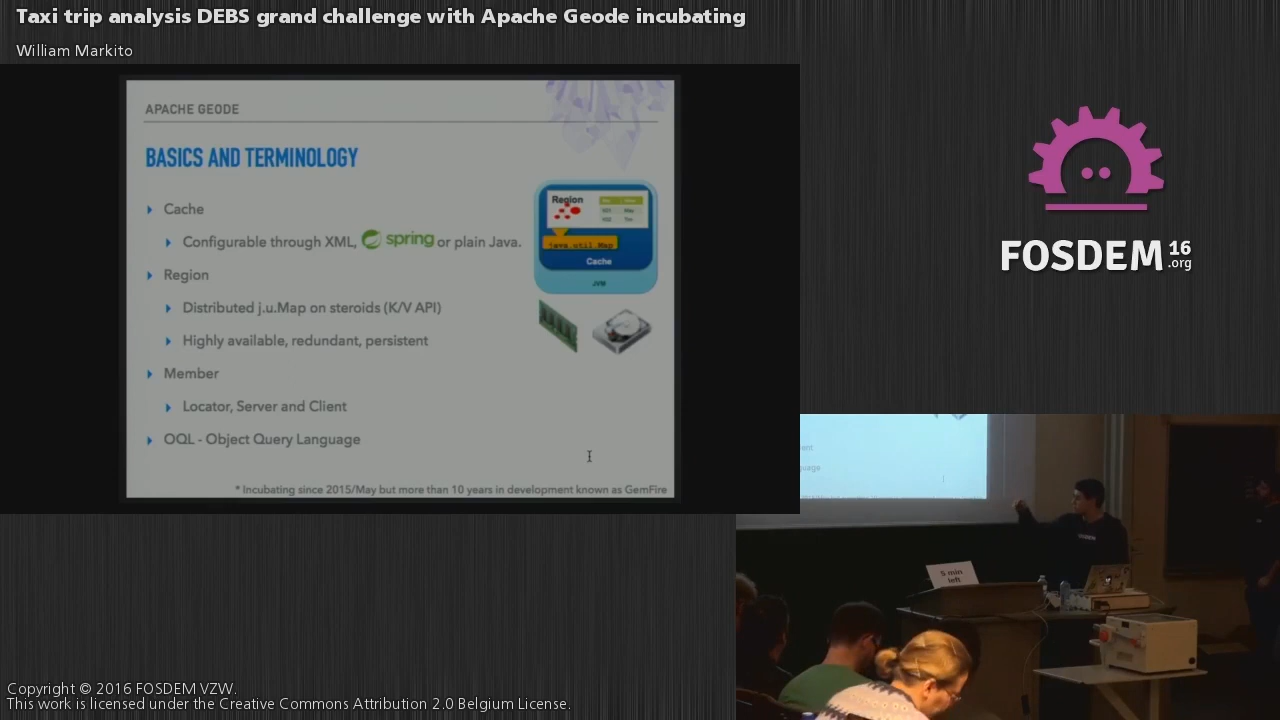 Taxi trip analysis DEBS grand challenge with Apache Geode incubating
William Markito
APACHE GEODE
BASICS AND TERMINOLOGY
Cache
Configurable through XML, spring or plain Java.
Region
Distributed j.u.Map on steroids (K/V API)
Highly available, redundant, persistent
Member
Locator, Server and Client
OQL - Object Query Language
* Incubating since 2015/May but more than 10 years in development known as GemFire
Region
java.util.Map
Cache
JVM
FOSDEM 16
.org
5 min
left
Copyright © 2016 FOSDEM VZW.
This work is licensed under the Creative Commons Attribution 2.0 Belgium License.